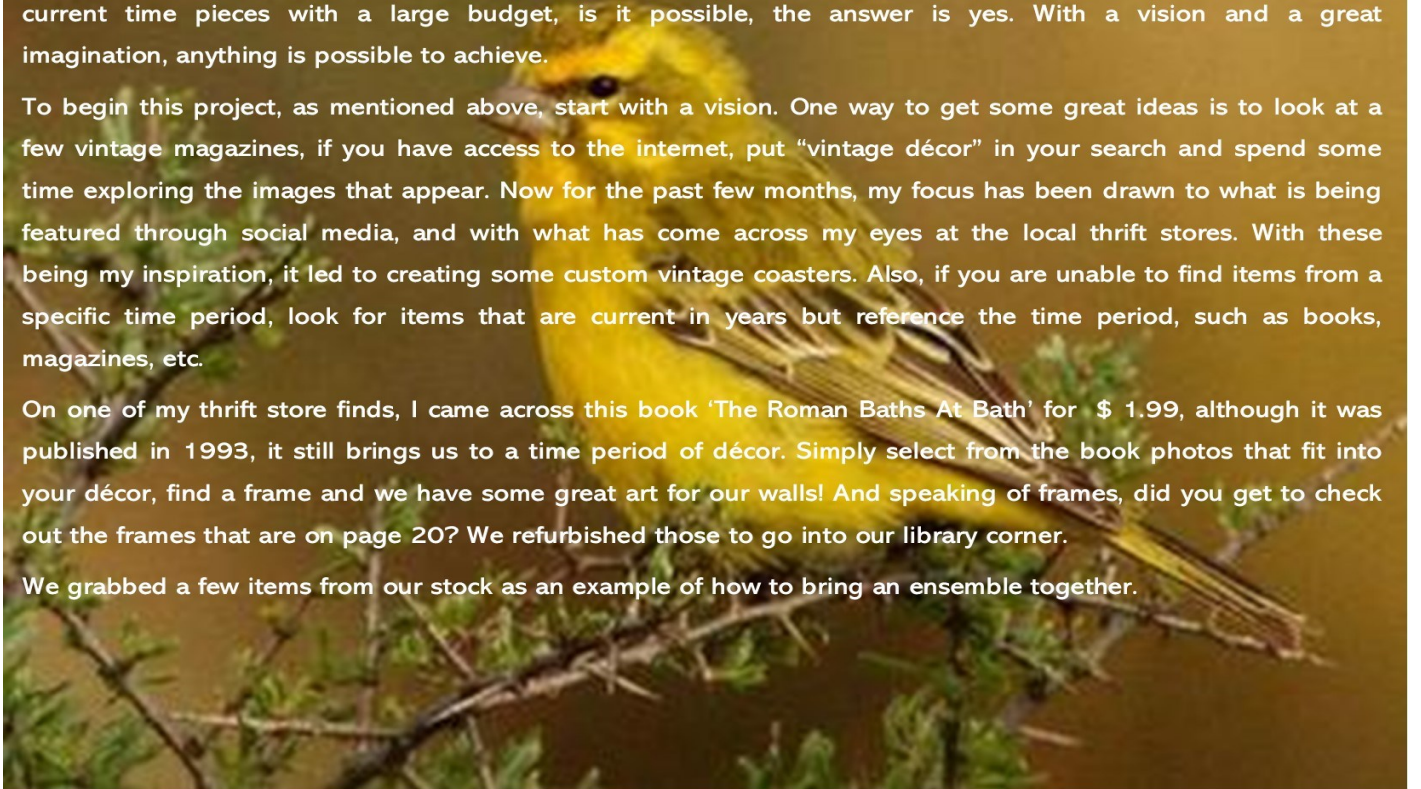 current time pieces with a large budget, is it possible, the answer is yes. With a vision and a great
imagination, anything is possible to achieve.
To begin this project, as mentioned above, start with a vision. One way to get some great ideas is to look at a
few vintage magazines, if you have access to the internet, put “vintage décor” in your search and spend some
time exploring the images that appear. Now for the past few months, my focus has been drawn to what is being
featured through social media, and with what has come across my eyes at the local thrift stores. With these
being my inspiration, it led to creating some custom vintage coasters. Also, if you are unable to find items from a
specific time period, look for items that are current in years but reference the time period, such as books,
magazines, etc.
On one of my thrift store finds, I came across this book ‘The Roman Baths At Bath’ for $ 1.99, although it was
published in 1993, it still brings us to a time period of décor. Simply select from the book photos that fit into
your décor, find a frame and we have some great art for our walls! And speaking of frames, did you get to check
out the frames that are on page 20? We refurbished those to go into our library corner.
We grabbed a few items from our stock as an example of how to bring an ensemble together.